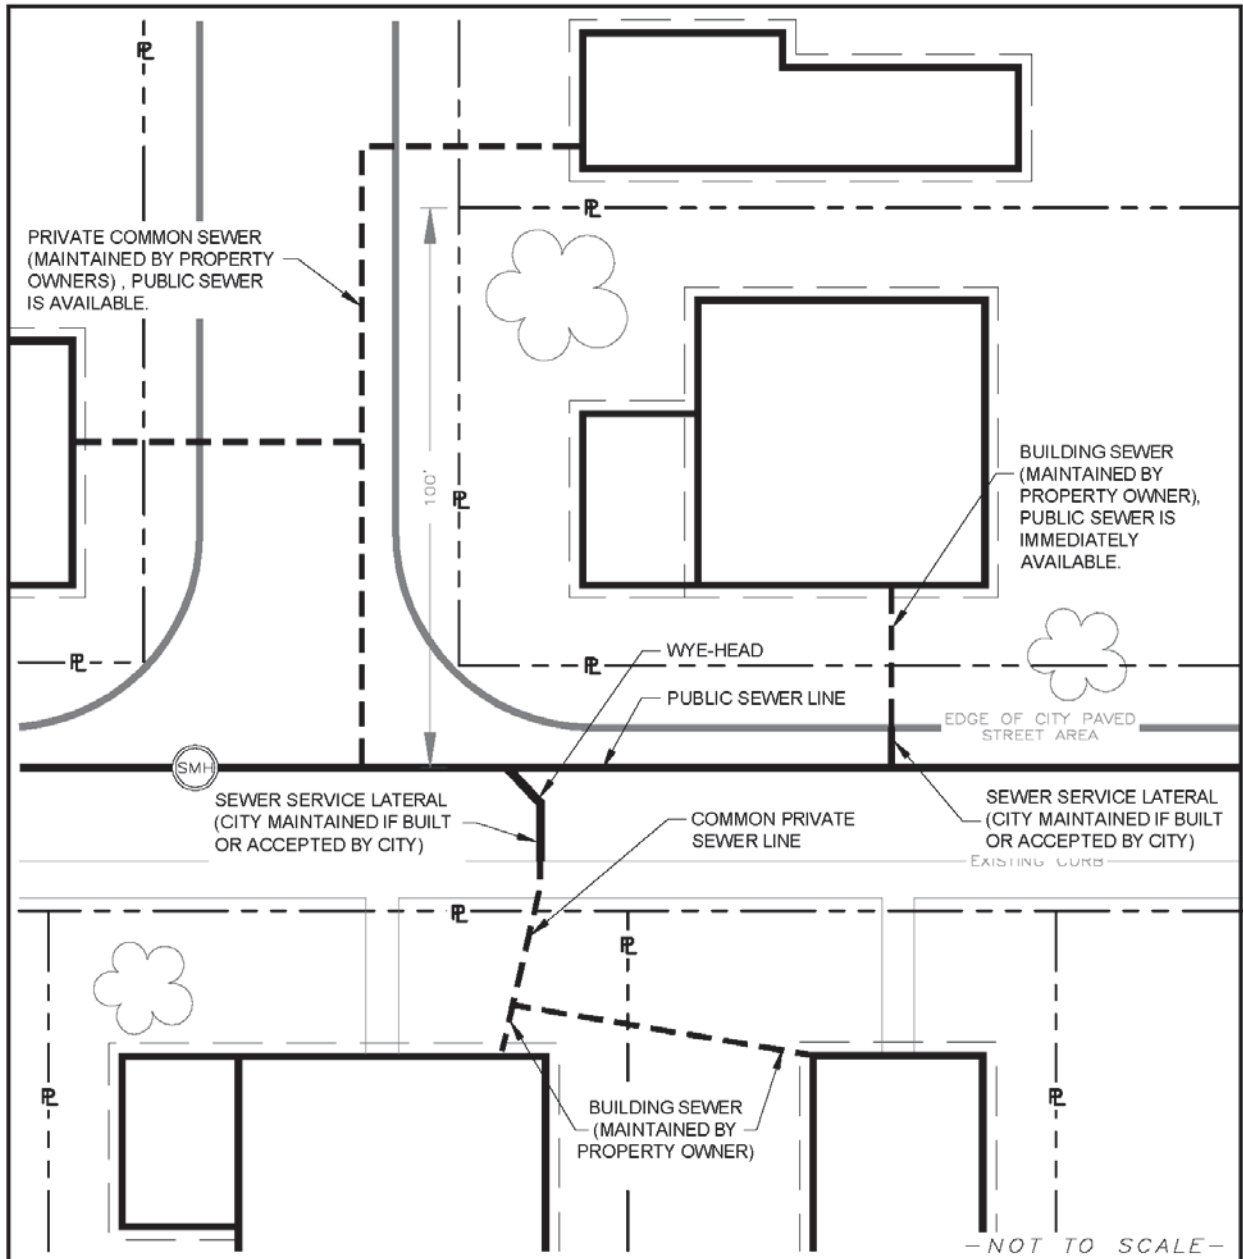 PL
PL
PRIVATE COMMON SEWER
(MAINTAINED BY PROPERTY
OWNERS) , PUBLIC SEWER
IS AVAILABLE.
100'
PL
BUILDING SEWER
(MAINTAINED BY
PROPERTY OWNER),
PUBLIC SEWER IS
IMMEDIATELY
AVAILABLE.
PL
PL
WYE-HEAD
PUBLIC SEWER LINE
EDGE OF CITY PAVED
STREET AREA
SMH
SEWER SERVICE LATERAL
(CITY MAINTAINED IF BUILT
OR ACCEPTED BY CITY)
COMMON PRIVATE
SEWER LINE
SEWER SERVICE LATERAL
(CITY MAINTAINED IF BUILT
OR ACCEPTED BY CITY)
EXISTING CURB
PL
PL
PL
PL
BUILDING SEWER
(MAINTAINED BY
PROPERTY OWNER)
-NOT TO SCALE-